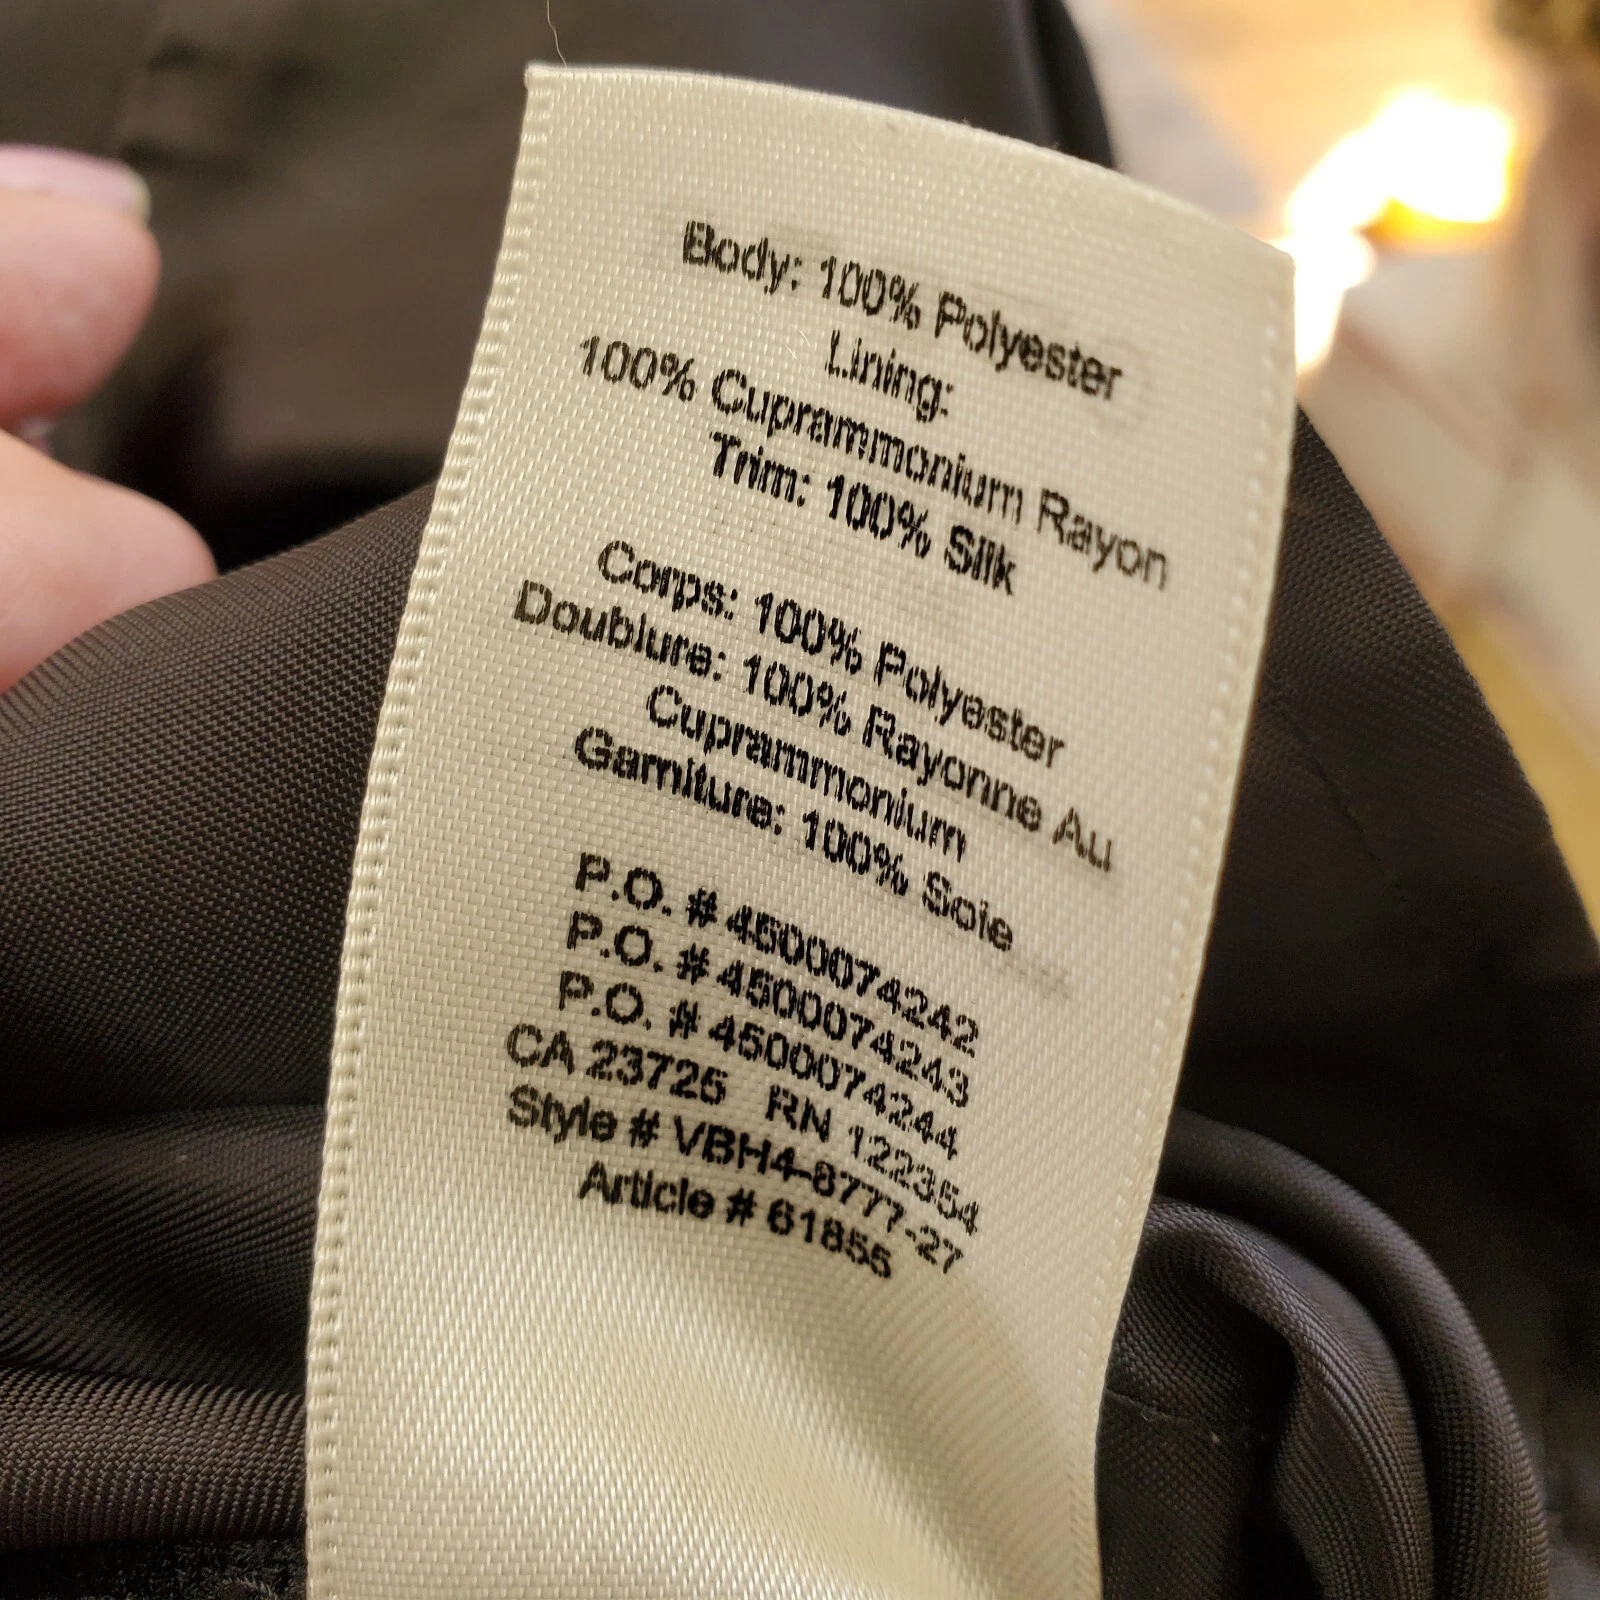 Body: 100% Polyester
Lining:
100% Cuprammonium Rayon
Trim: 100% Silk
Corps: 100% Polyester
Doublure: 100% Rayonne Au
Cuprammonium
Garniture: 100% Soie
P.O. # 4500074242
P.O. # 4500074243
P.O. # 4500074244
CA 23725 RN 122354
Style # VBH4-8777-27
Article # 61855